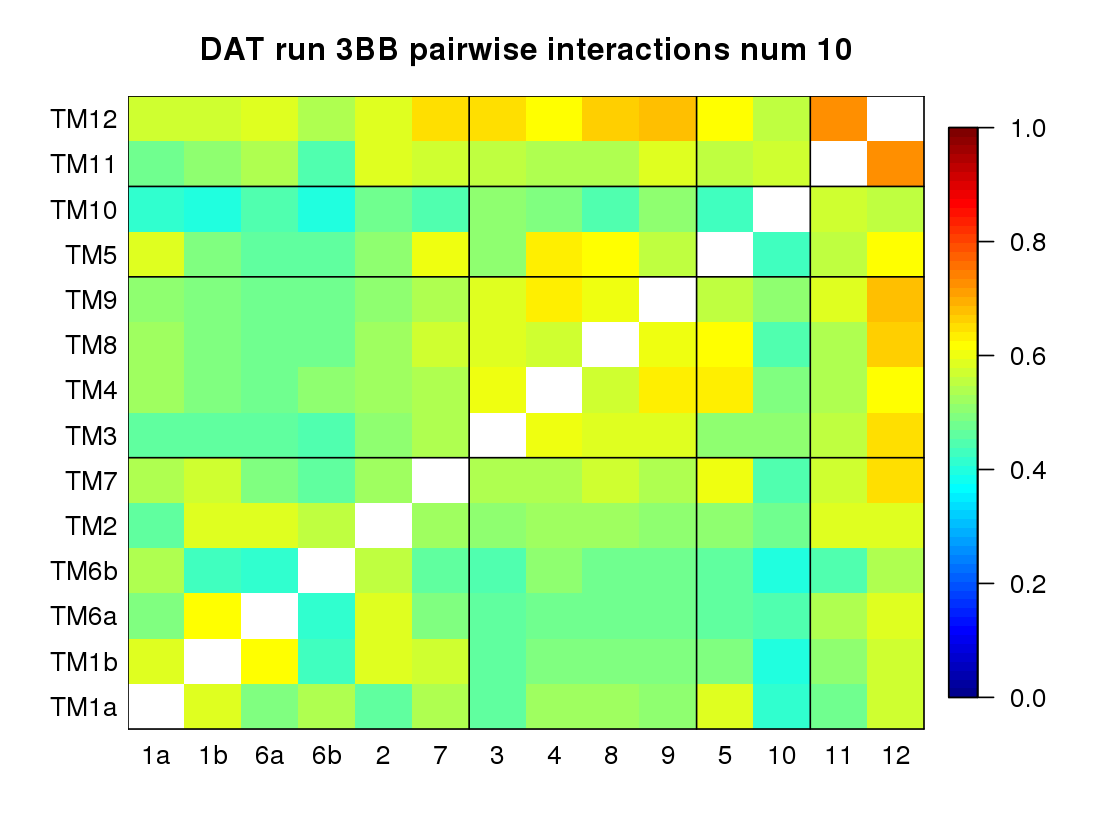 DAT run 3BB pairwise interactions num 10
TM12
TM11
TM10
TM5
TM9
TM8
TM4
TM3
TM7
TM2
TM6b
TM6a
TM1b
TM1a
1a 1b 6a 6b 2 7 3 4 8 9 5 10 11 12
1.0
0.8
0.6
0.4
0.2
0.0